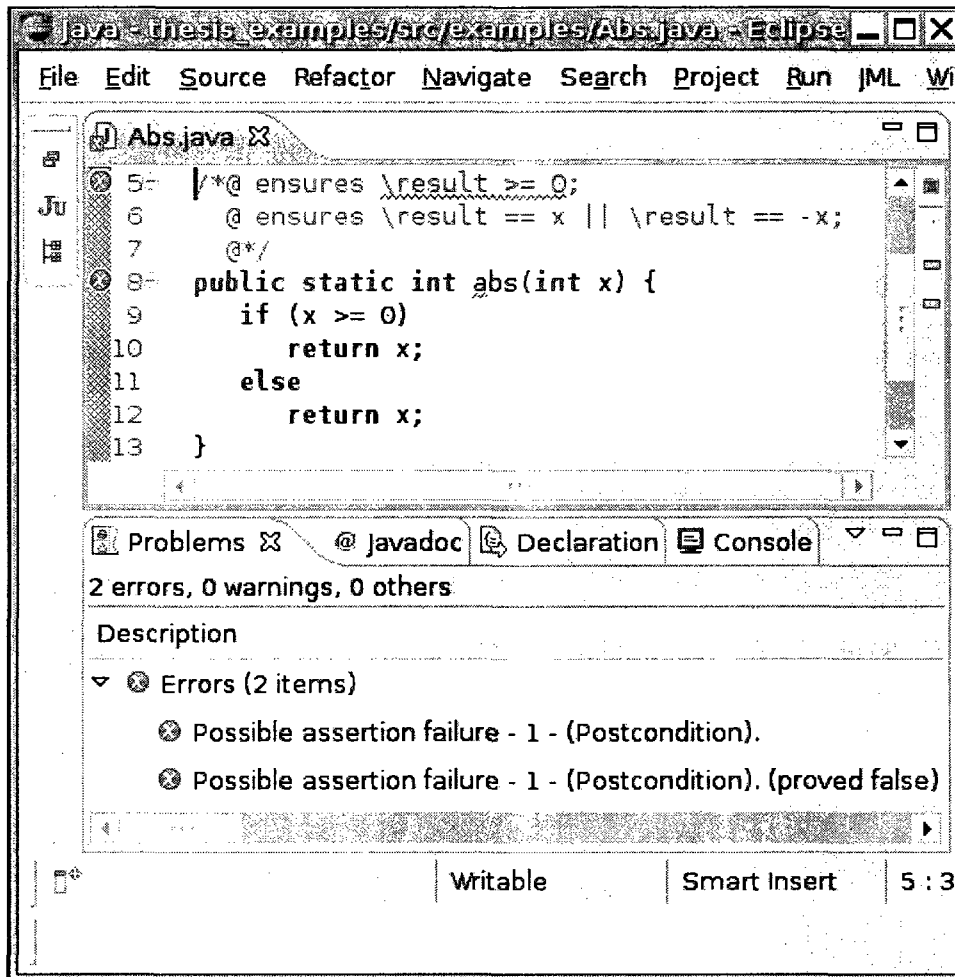 Java - thesis_examples/src/examples/Abs.java - Eclipse
File Edit Source Refactor Navigate Search Project Run JML Wi
Abs.java
5 /*@ ensures \result >= 0;
6 @ ensures \result == x || \result == -x;
7 @*/
8 public static int abs(int x) {
9 if (x >= 0)
10 return x;
11 else
12 return x;
13 }
Ju
Problems @ Javadoc Declaration Console
2 errors, 0 warnings, 0 others
Description
Errors (2 items)
Possible assertion failure - 1 - (Postcondition).
Possible assertion failure - 1 - (Postcondition). (proved false)
Writable Smart Insert 5 : 3